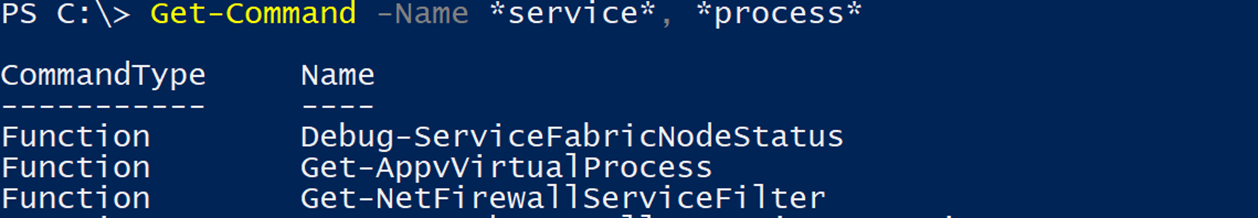 PS C:\> Get-Command -Name *service*, *process*
CommandType Name
----------- ----
Function Debug-ServiceFabricNodeStatus
Function Get-AppvVirtualProcess
Function Get-NetFirewallServiceFilter